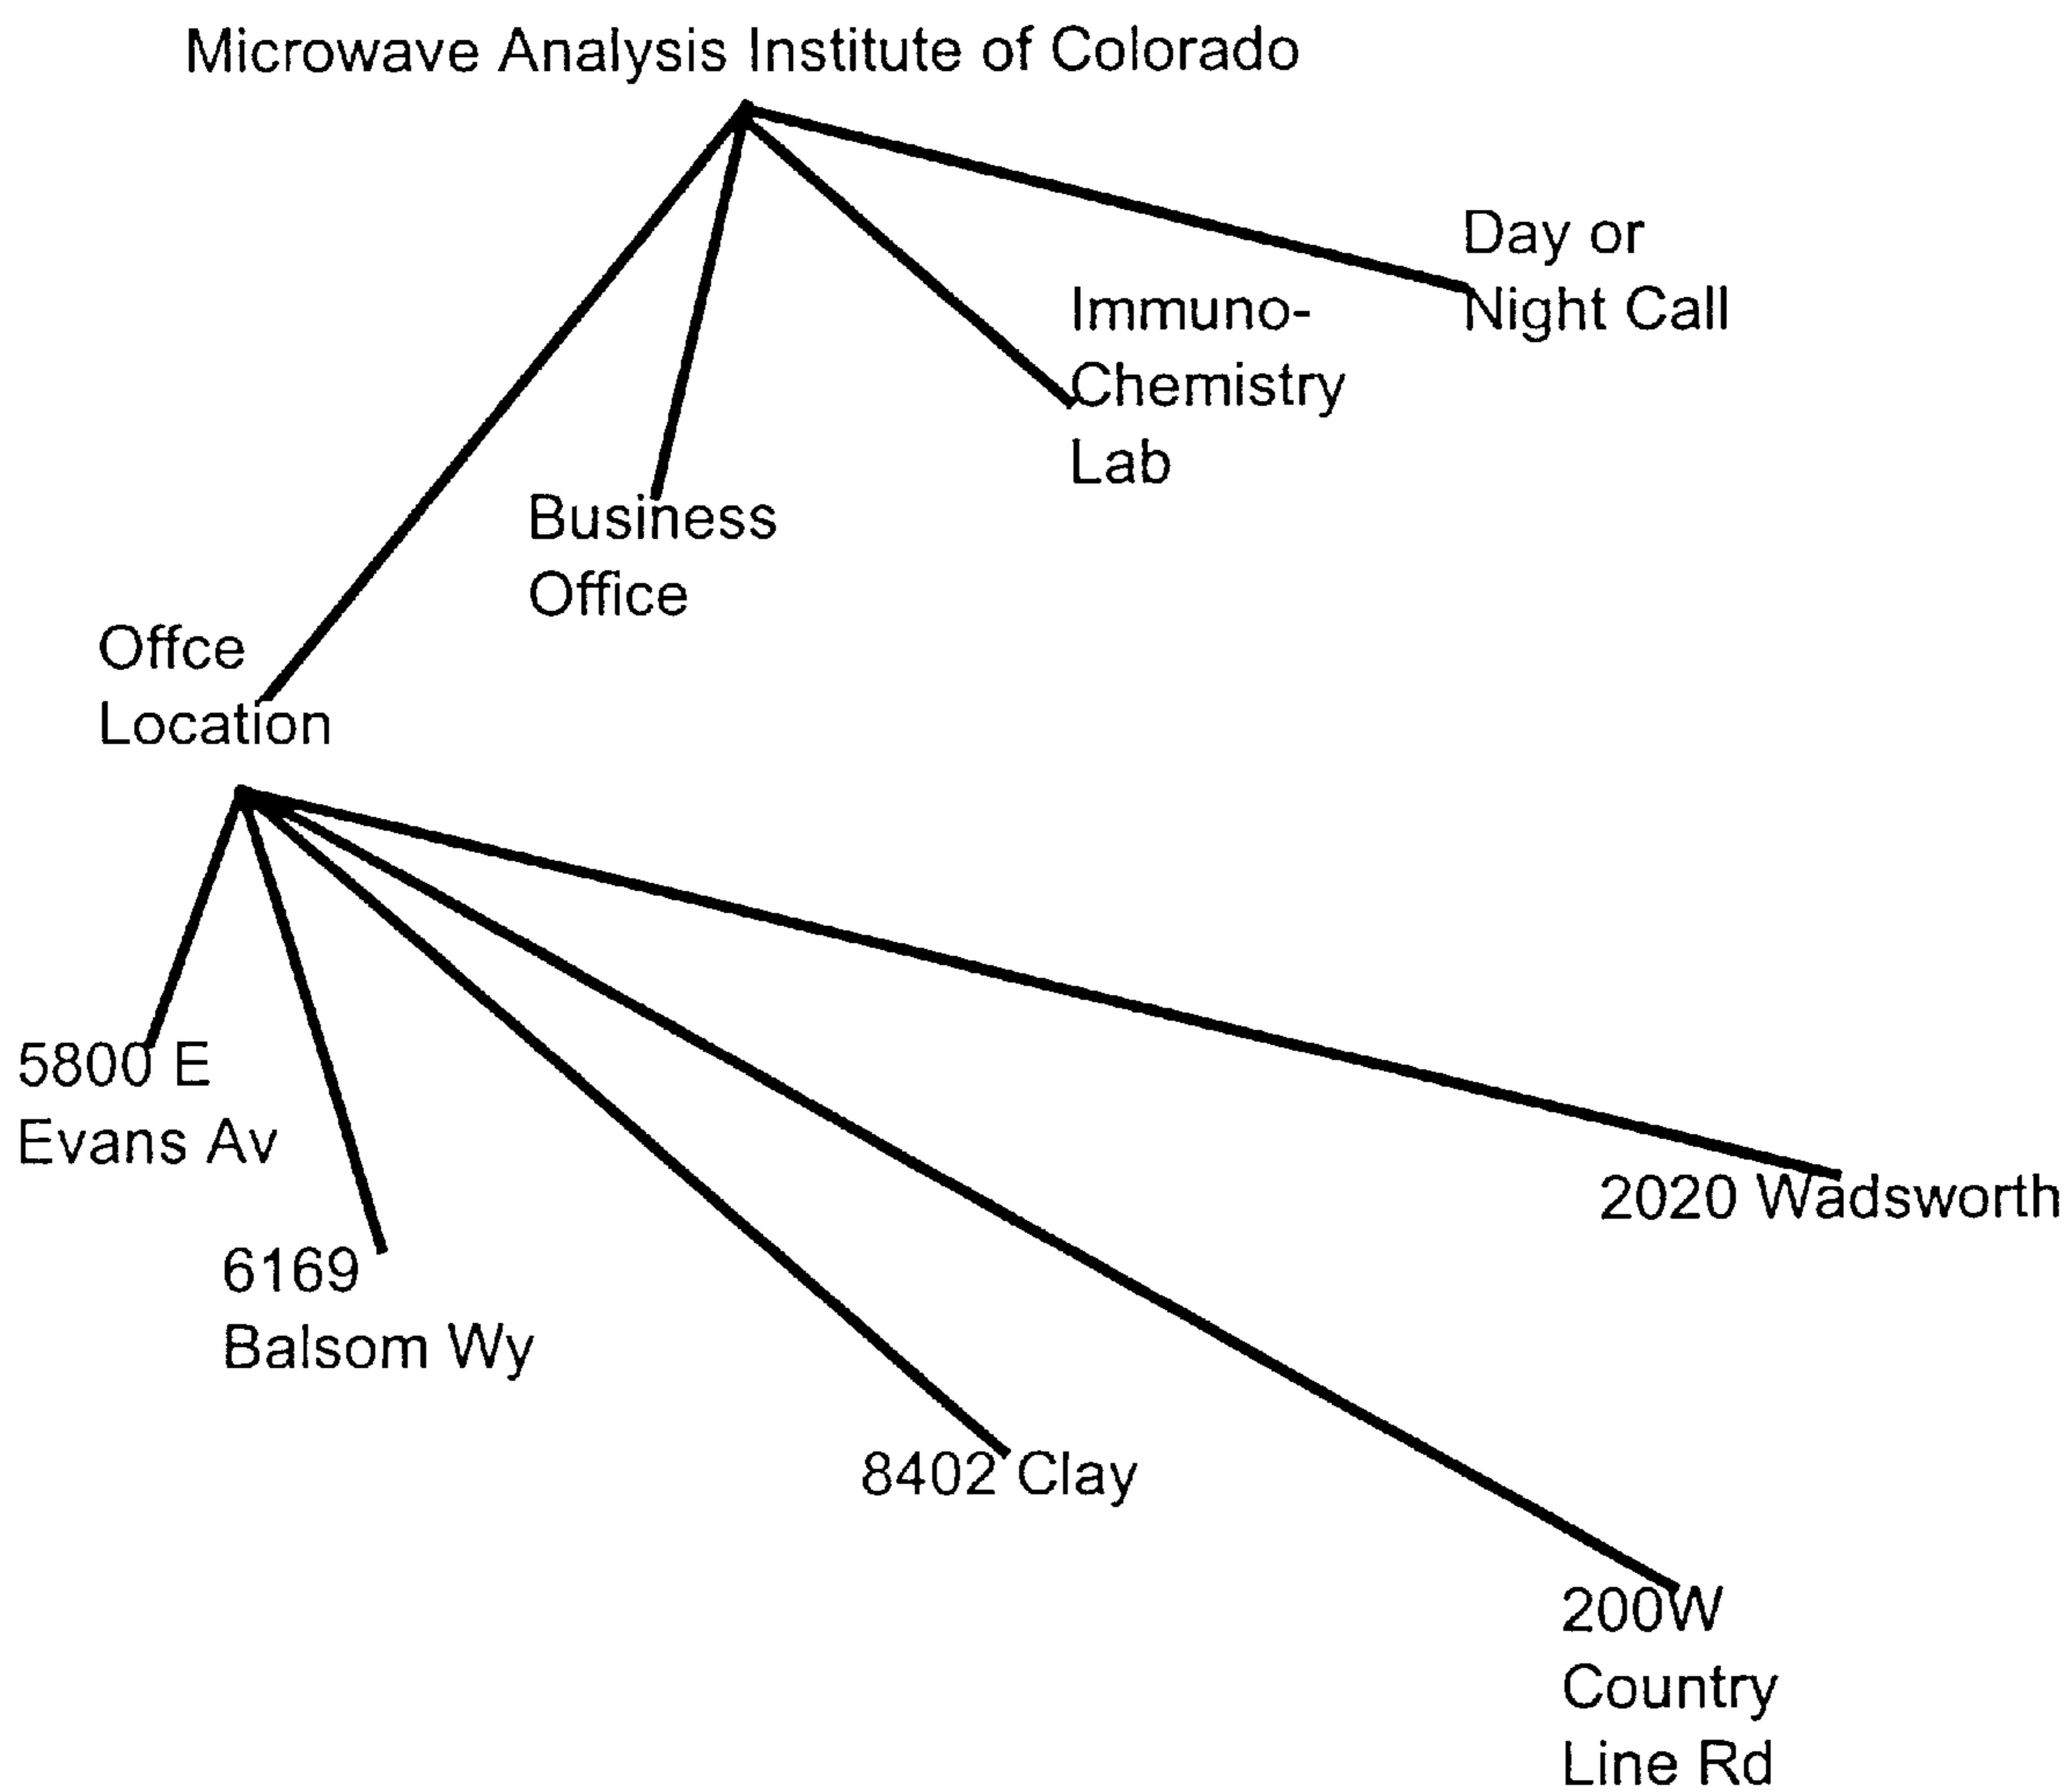 Microwave Analysis Institute of Colorado
Day or
Night Call
Immuno-
Chemistry
Lab
Business
Office
Offce
Location
5800 E
Evans Av
6169
Balsom Wy
8402 Clay
200W
Country
Line Rd
2020 Wadsworth